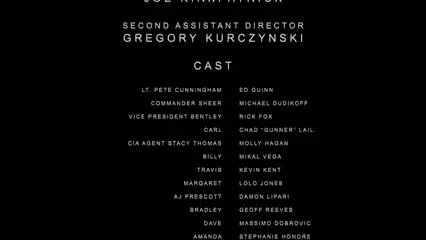 SECOND ASSISTANT DIRECTOR
GREGORY KURCZYNSKI
CAST
LT. PETE CUNNINGHAM ED QUINN
COMMANDER SHEER MICHAEL DUDIKOFF
VICE PRESIDENT BENTLEY RICK FOX
CARL CHAD "GUNNER" LAIL
CIA AGENT STACY THOMAS MOLLY HAGAN
BILLY MIKAL VEGA
TRAVIS KEVIN KENT
MARGARET LOLO JONES
AJ PRESCOTT DAMON LIPARI
BRADLEY GEOFF REEVES
DAVE MASSIMO DOBROVIC
AMANDA STEPHANIE HONORE